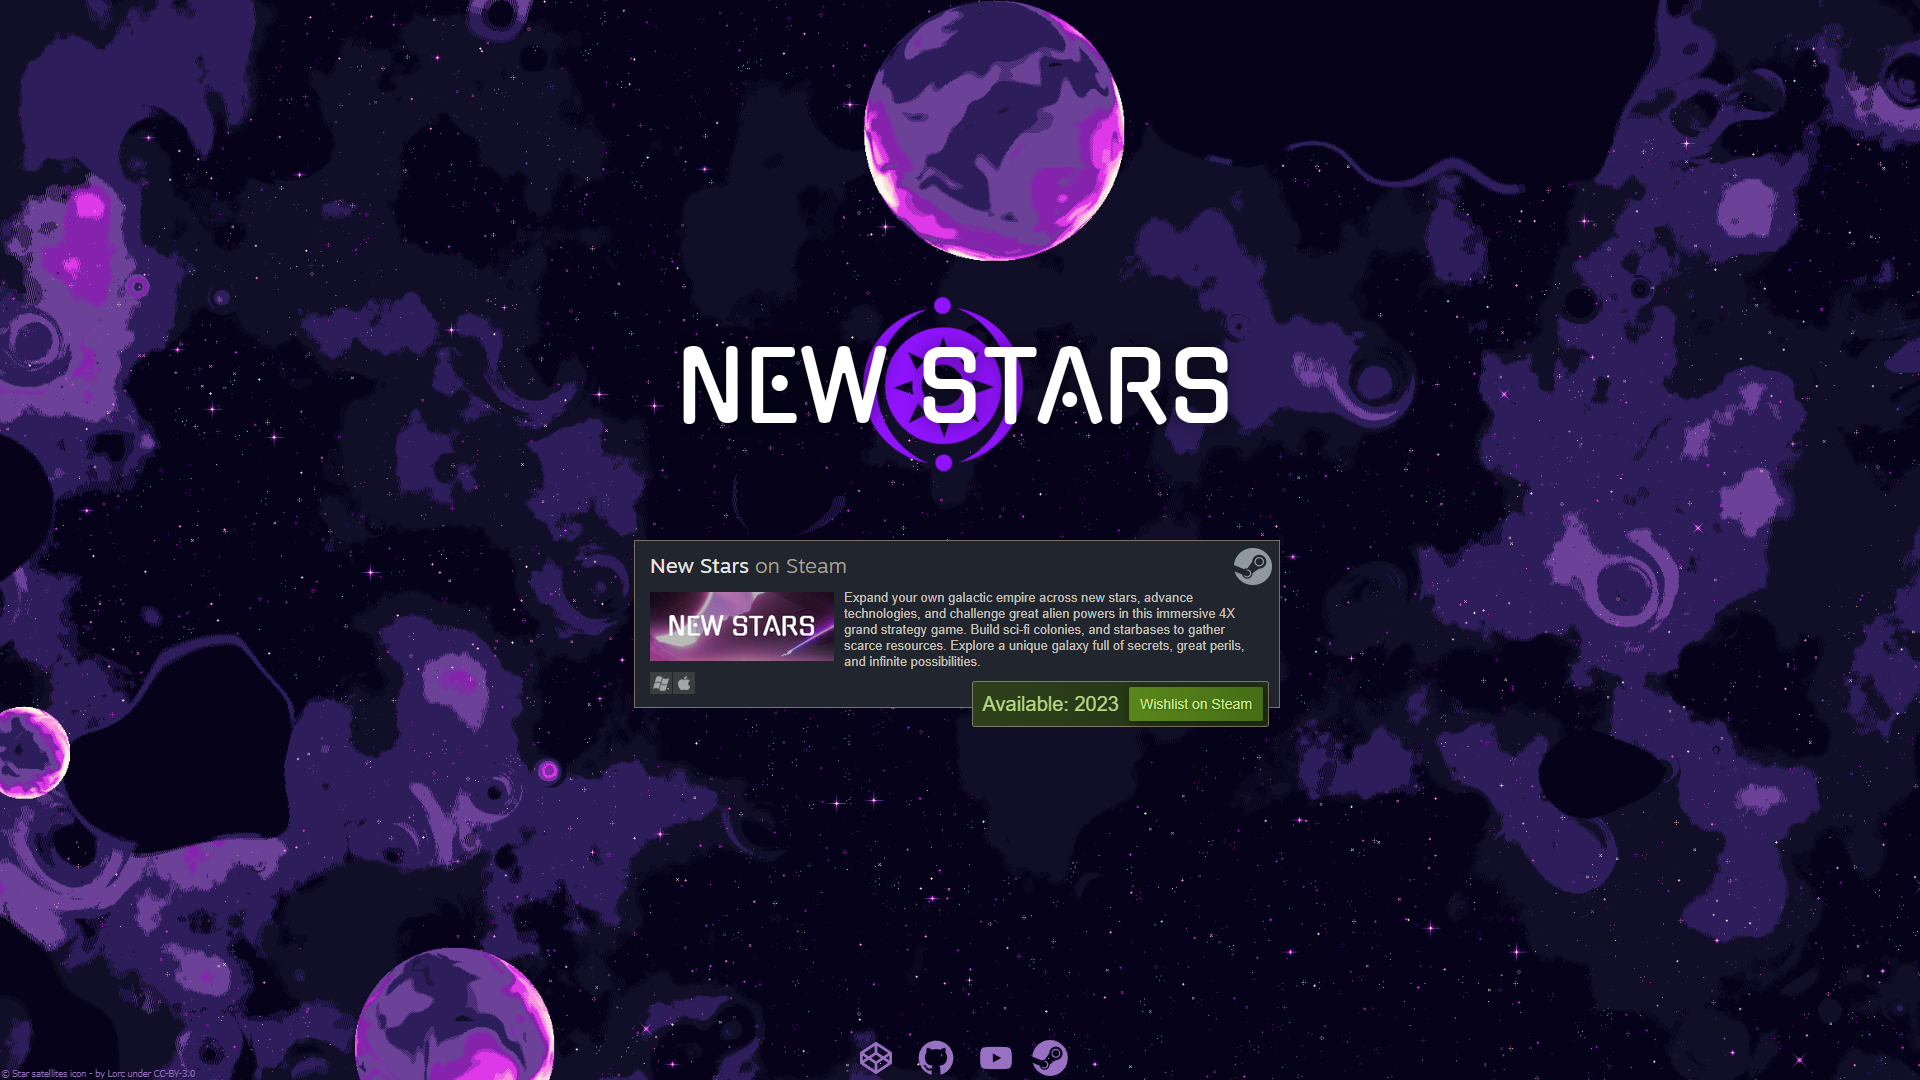 NEW STARS
New Stars on Steam
NEW STARS
Expand your own galactic empire across new stars, advance
technologies, and challenge great alien powers in this immersive 4X
grand strategy game. Build sci-fi colonies, and starbases to gather
scarce resources. Explore a unique galaxy full of secrets, great perils,
and infinite possibilities.
Available: 2023
Wishlist on Steam
© Star satellites icon - by Lorc under CC-BY-3.0